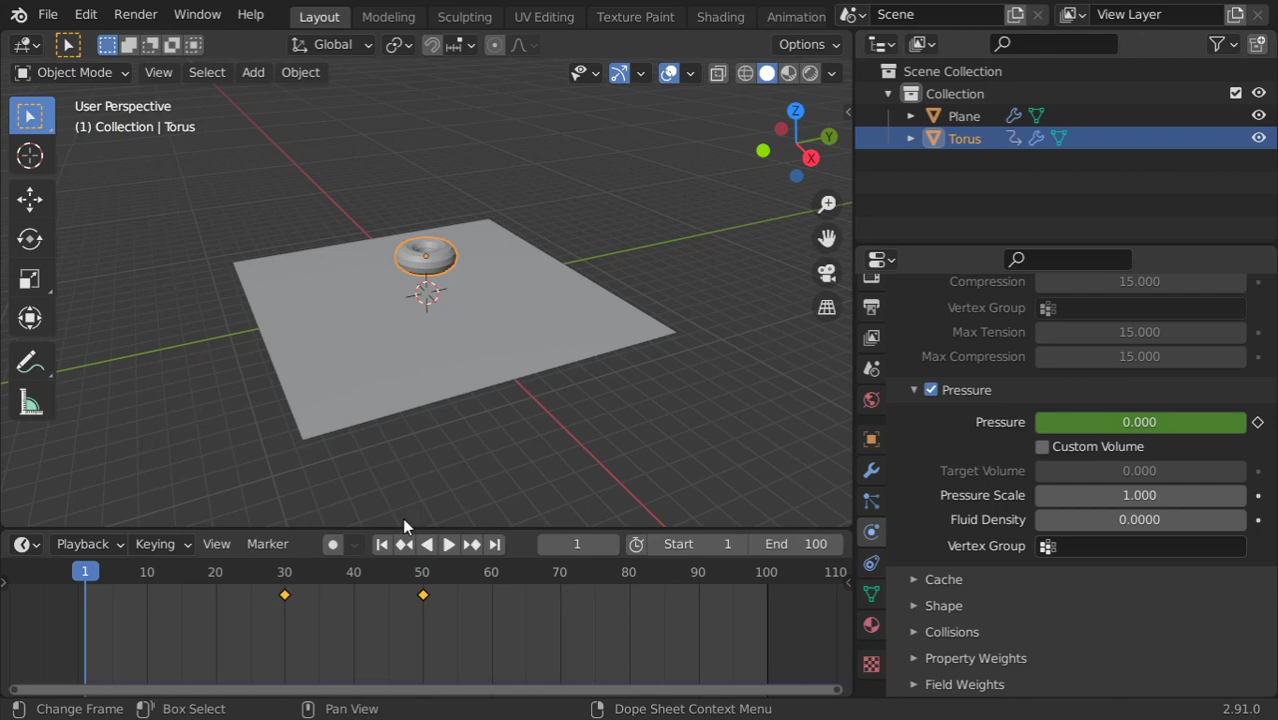 File Edit Render Window Help Layout Modeling Sculpting UV Editing Texture Paint Shading Animation Scene View Layer
Global Options
Object Mode View Select Add Object
User Perspective
(1) Collection | Torus
Z
Y
X
Scene Collection
Collection
Plane
Torus
Compression 15.000
Vertex Group
Max Tension 15.000
Max Compression 15.000
Pressure
Pressure 0.000
Custom Volume
Target Volume 0.000
Pressure Scale 1.000
Fluid Density 0.0000
Vertex Group
Cache
Shape
Collisions
Property Weights
Field Weights
Playback Keying View Marker 1 Start 1 End 100
1 10 20 30 40 50 60 70 80 90 100 110
Change Frame Box Select Pan View Dope Sheet Context Menu 2.91.0